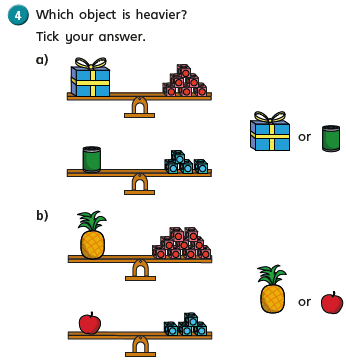 4 Which object is heavier?
Tick your answer.
a)
or
b)
or